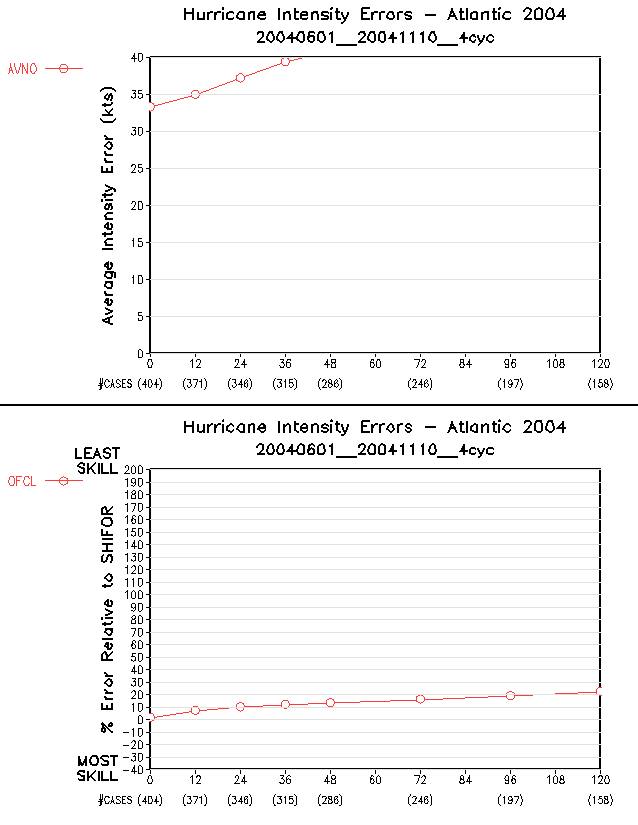 Hurricane Intensity Errors – Atlantic 2004
20040601__20041110__4cyc
AVNO
Average Intensity Error (kts)
40
35
30
25
20
15
10
5
0
0 12 24 36 48 60 72 84 96 108 120
#CASES (404) (371) (346) (315) (286) (246) (197) (158)
Hurricane Intensity Errors – Atlantic 2004
20040601__20041110__4cyc
LEAST
SKILL
OFCL
% Error Relative to SHIFOR
200
190
180
170
160
150
140
130
120
110
100
90
80
70
60
50
40
30
20
10
0
-10
-20
-30
-40
MOST
SKILL
0 12 24 36 48 60 72 84 96 108 120
#CASES (404) (371) (346) (315) (286) (246) (197) (158)